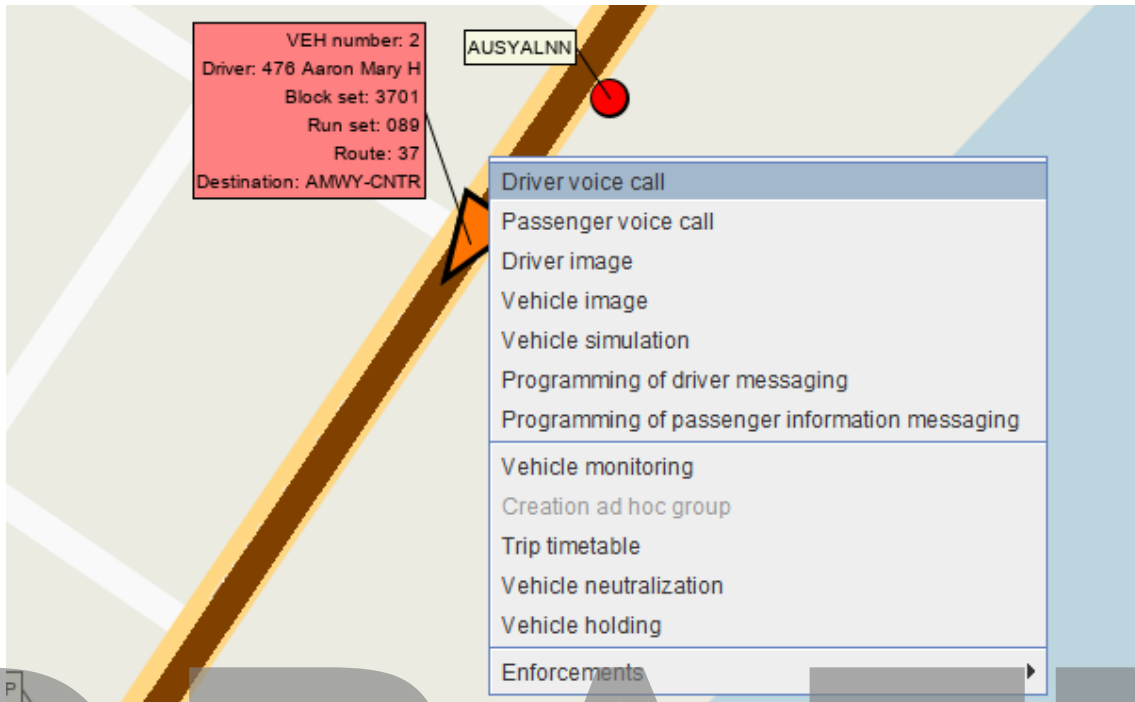 VEH number: 2
Driver: 476 Aaron Mary H
Block set: 3701
Run set: 089
Route: 37
Destination: AMWY-CNTR
AUSYALNN
Driver voice call
Passenger voice call
Driver image
Vehicle image
Vehicle simulation
Programming of driver messaging
Programming of passenger information messaging
Vehicle monitoring
Creation ad hoc group
Trip timetable
Vehicle neutralization
Vehicle holding
Enforcements
P